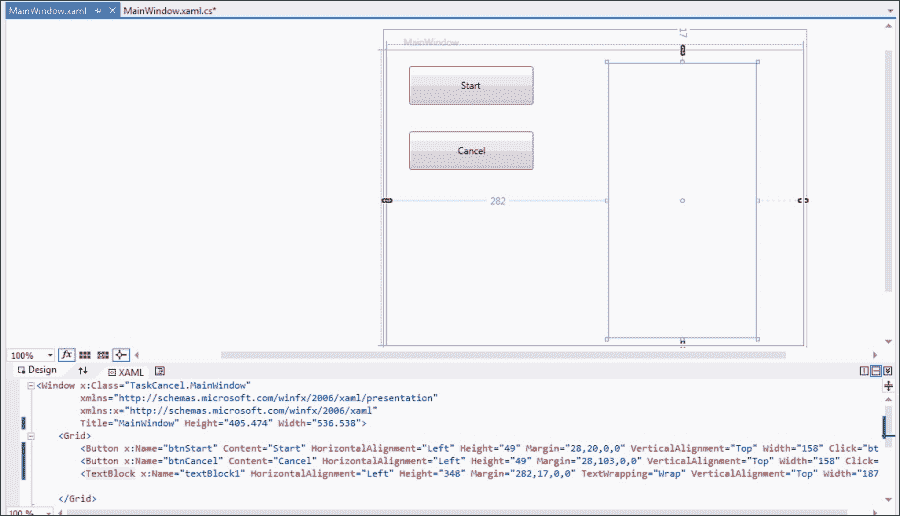 MainWindow.xaml MainWindow.xaml.cs*
17
MainWindow
Start
Cancel
282
100% fx
Design XAML
<Window x:Class="TaskCancel.MainWindow"
xmlns="http://schemas.microsoft.com/winfx/2006/xaml/presentation"
xmlns:x="http://schemas.microsoft.com/winfx/2006/xaml"
Title="MainWindow" Height="405.474" Width="536.538">
<Grid>
<Button x:Name="btnStart" Content="Start" HorizontalAlignment="Left" Height="49" Margin="28,20,0,0" VerticalAlignment="Top" Width="158" Click="bt
<Button x:Name="btnCancel" Content="Cancel" HorizontalAlignment="Left" Height="49" Margin="28,103,0,0" VerticalAlignment="Top" Width="158" Click=
<TextBlock x:Name="textBlock1" HorizontalAlignment="Left" Height="348" Margin="282,17,0,0" TextWrapping="Wrap" VerticalAlignment="Top" Width="187
</Grid>
100%